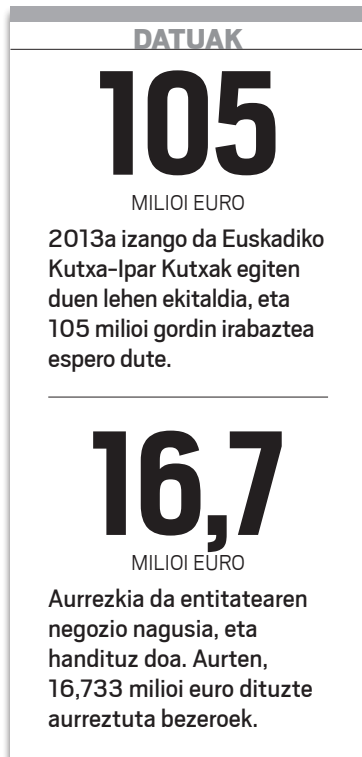 DATUAK
105
MILIOI EURO
2013a izango da Euskadiko
Kutxa-Ipar Kutxak egiten
duen lehen ekitaldia, eta
105 milioi gordin irabaztea
espero dute.
16,7
MILIOI EURO
Aurrezkia da entitatearen
negozio nagusia, eta
handituz doa. Aurten,
16,733 milioi euro dituzte
aurreztuta bezeroek.